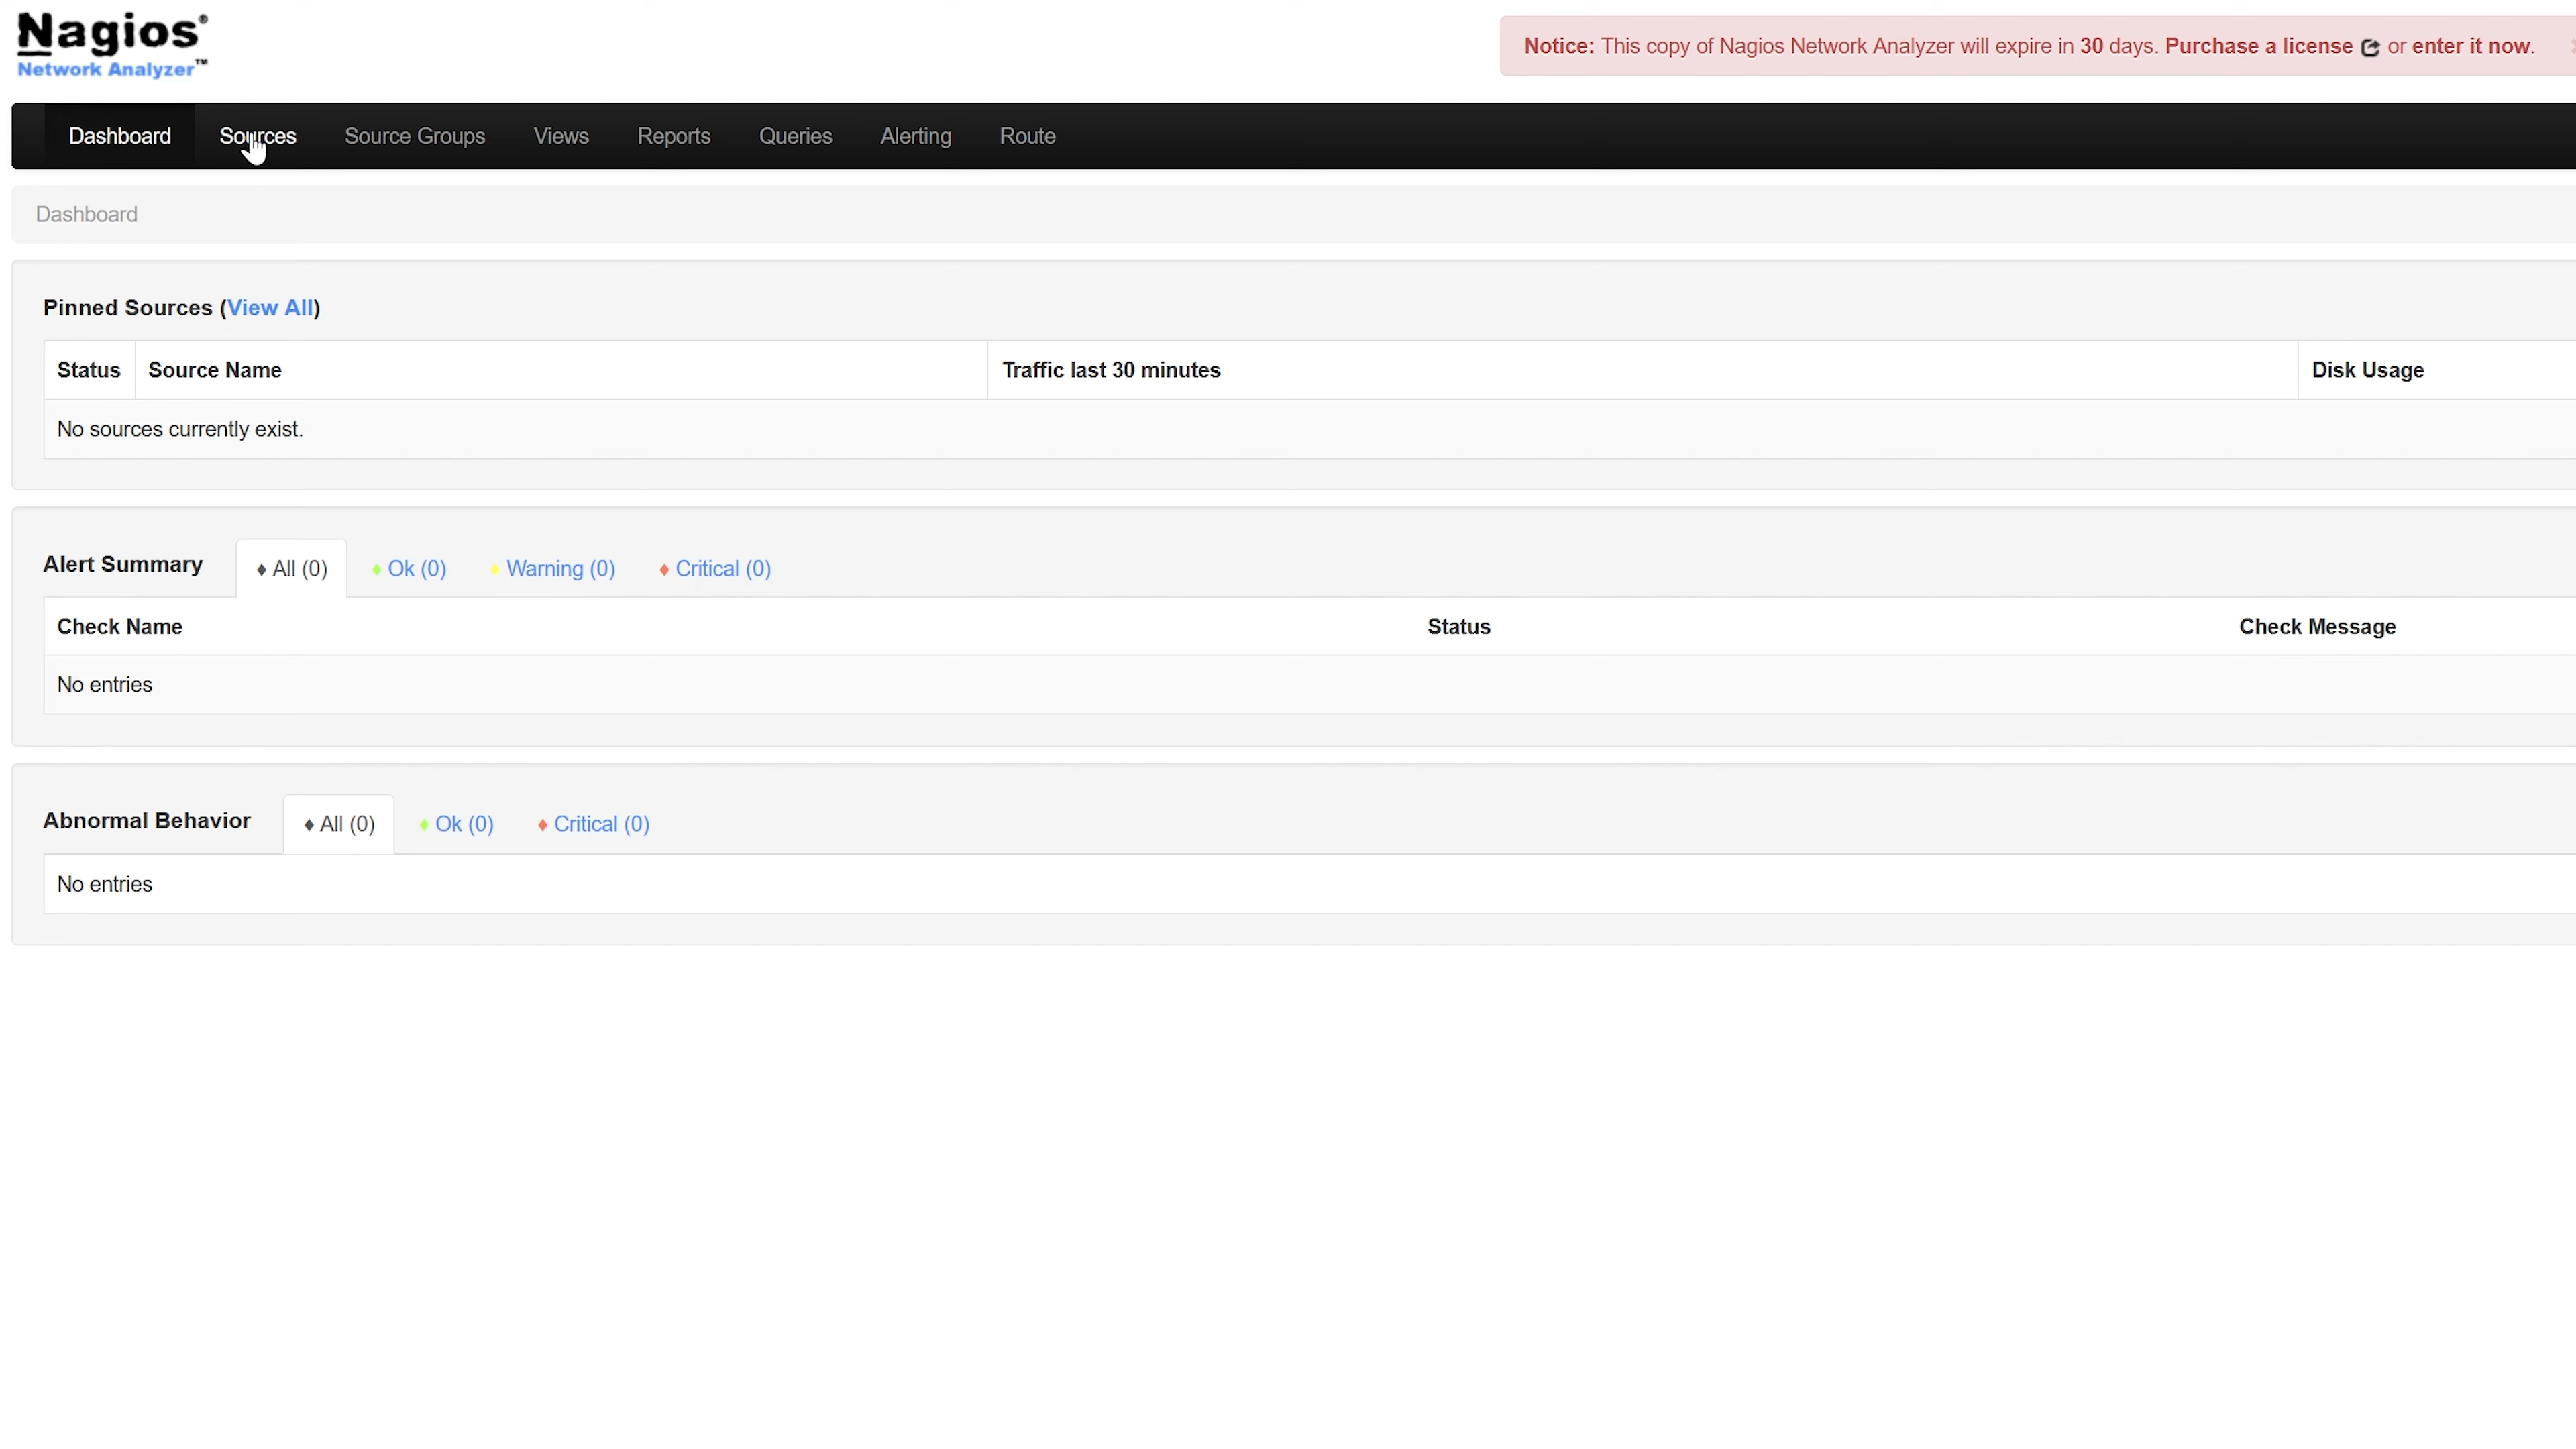 Nagios®
Network Analyzer™
Notice: This copy of Nagios Network Analyzer will expire in 30 days. Purchase a license or enter it now.
Dashboard Sources Source Groups Views Reports Queries Alerting Route
Dashboard
Pinned Sources (View All)
Status Source Name Traffic last 30 minutes Disk Usage
No sources currently exist.
Alert Summary All (0) Ok (0) Warning (0) Critical (0)
Check Name Status Check Message
No entries
Abnormal Behavior All (0) Ok (0) Critical (0)
No entries